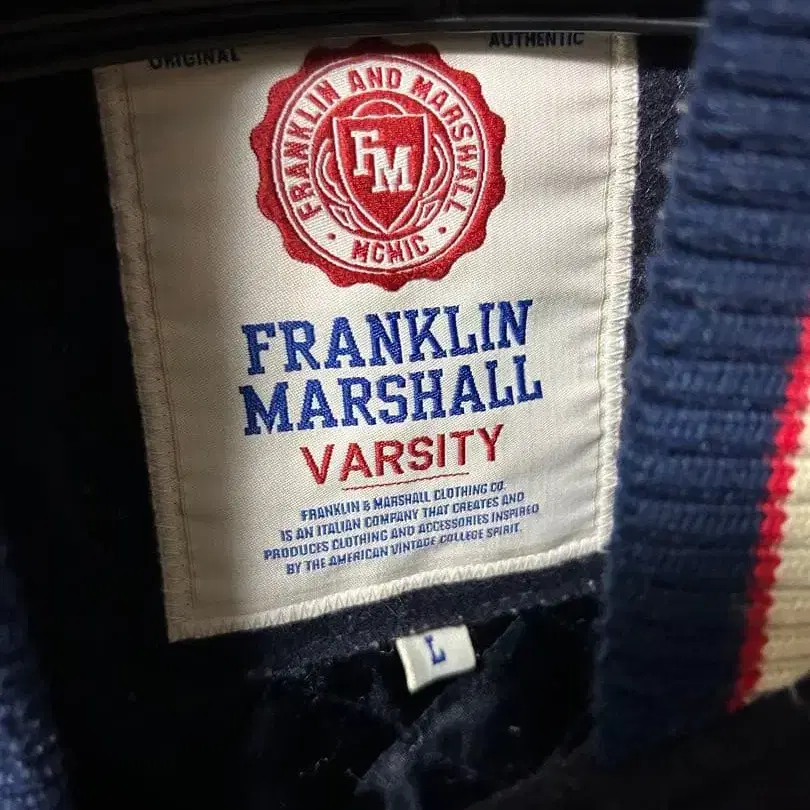 ORIGINAL AUTHENTIC
FRANKLIN AND MARSHALL
FM
• MCMIC •
FRANKLIN
MARSHALL
VARSITY
FRANKLIN & MARSHALL CLOTHING CO.
IS AN ITALIAN COMPANY THAT CREATES AND
PRODUCES CLOTHING AND ACCESSORIES INSPIRED
BY THE AMERICAN VINTAGE COLLEGE SPIRIT.
L